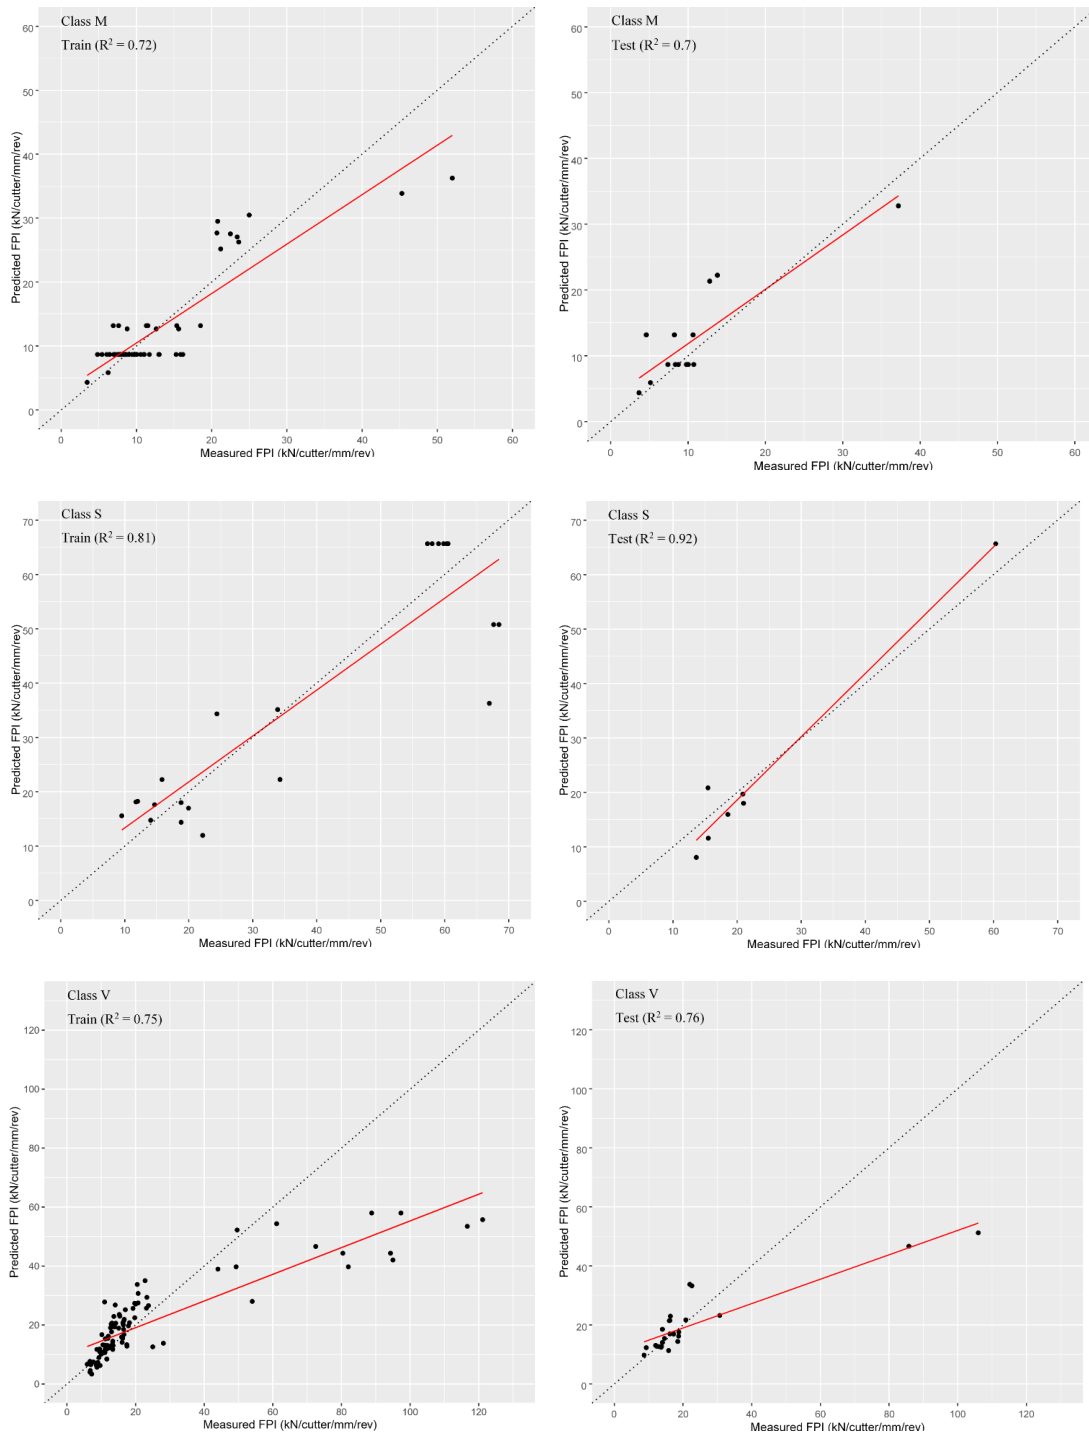 Class M
Train (R² = 0.72)
Predicted FPI (kN/cutter/mm/rev)
60
50
40
30
20
10
0
0 10 20 30 40 50 60
Measured FPI (kN/cutter/mm/rev)
Class M
Test (R² = 0.7)
Predicted FPI (kN/cutter/mm/rev)
60
50
40
30
20
10
0
0 10 20 30 40 50 60
Measured FPI (kN/cutter/mm/rev)
Class S
Train (R² = 0.81)
Predicted FPI (kN/cutter/mm/rev)
70
60
50
40
30
20
10
0
0 10 20 30 40 50 60 70
Measured FPI (kN/cutter/mm/rev)
Class S
Test (R² = 0.92)
Predicted FPI (kN/cutter/mm/rev)
70
60
50
40
30
20
10
0
0 10 20 30 40 50 60 70
Measured FPI (kN/cutter/mm/rev)
Class V
Train (R² = 0.75)
Predicted FPI (kN/cutter/mm/rev)
120
100
80
60
40
20
0
0 20 40 60 80 100 120
Measured FPI (kN/cutter/mm/rev)
Class V
Test (R² = 0.76)
Predicted FPI (kN/cutter/mm/rev)
120
100
80
60
40
20
0
0 20 40 60 80 100 120
Measured FPI (kN/cutter/mm/rev)